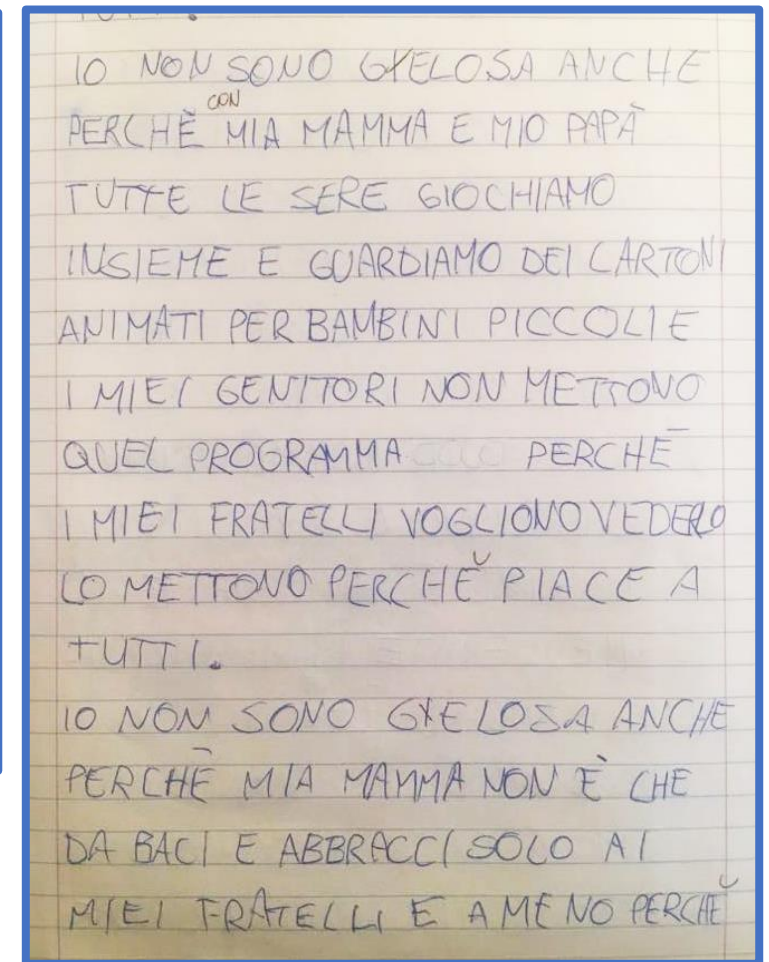 IO NON SONO GELOSA ANCHE
CON
PERCHÈ MIA MAMMA E MIO PAPÀ
TUTTE LE SERE GIOCHIAMO
INSIEME E GUARDIAMO DEI CARTONI
ANIMATI PER BAMBINI PICCOLI E
I MIEI GENITORI NON METTONO
QUEL PROGRAMMA PERCHÈ
I MIEI FRATELLI VOGLIONO VEDERLO
LO METTONO PERCHÈ PIACE A
TUTTI.
IO NON SONO GELOSA ANCHE
PERCHÈ MIA MAMMA NON È CHE
DA BACI E ABBRACCI SOLO AI
MIEI FRATELLI E A ME NO PERCHÈ